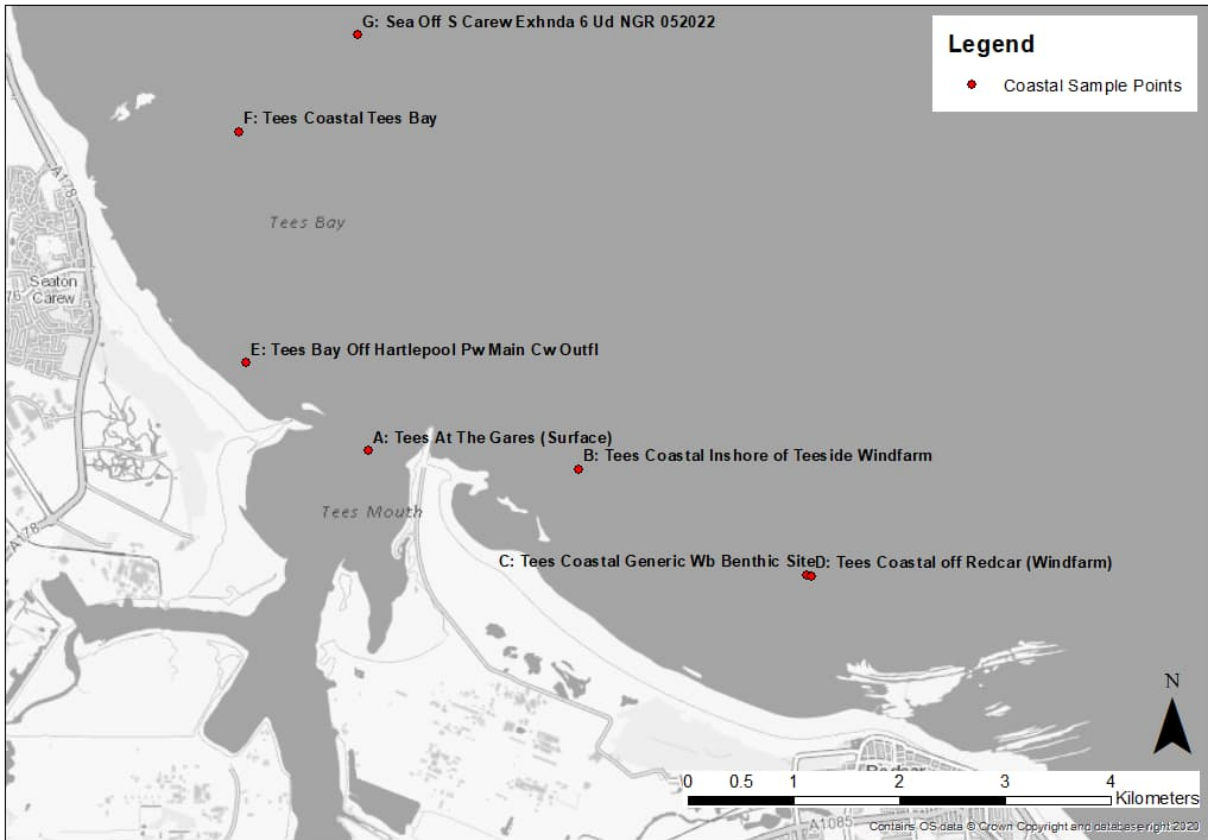 G: Sea Off S Carew Exhnda 6 Ud NGR 052022
Legend
Coastal Sample Points
F: Tees Coastal Tees Bay
A178
Tees Bay
Seaton
Carew
E: Tees Bay Off Hartlepool Pw Main Cw Outfl
A: Tees At The Gares (Surface)
B: Tees Coastal Inshore of Teeside Windfarm
Tees Mouth
A178
C: Tees Coastal Generic Wb Benthic Site
D: Tees Coastal off Redcar (Windfarm)
N
Redcar
0 0.5 1 2 3 4
Kilometers
A1085
Contains OS data © Crown Copyright and database right 2020